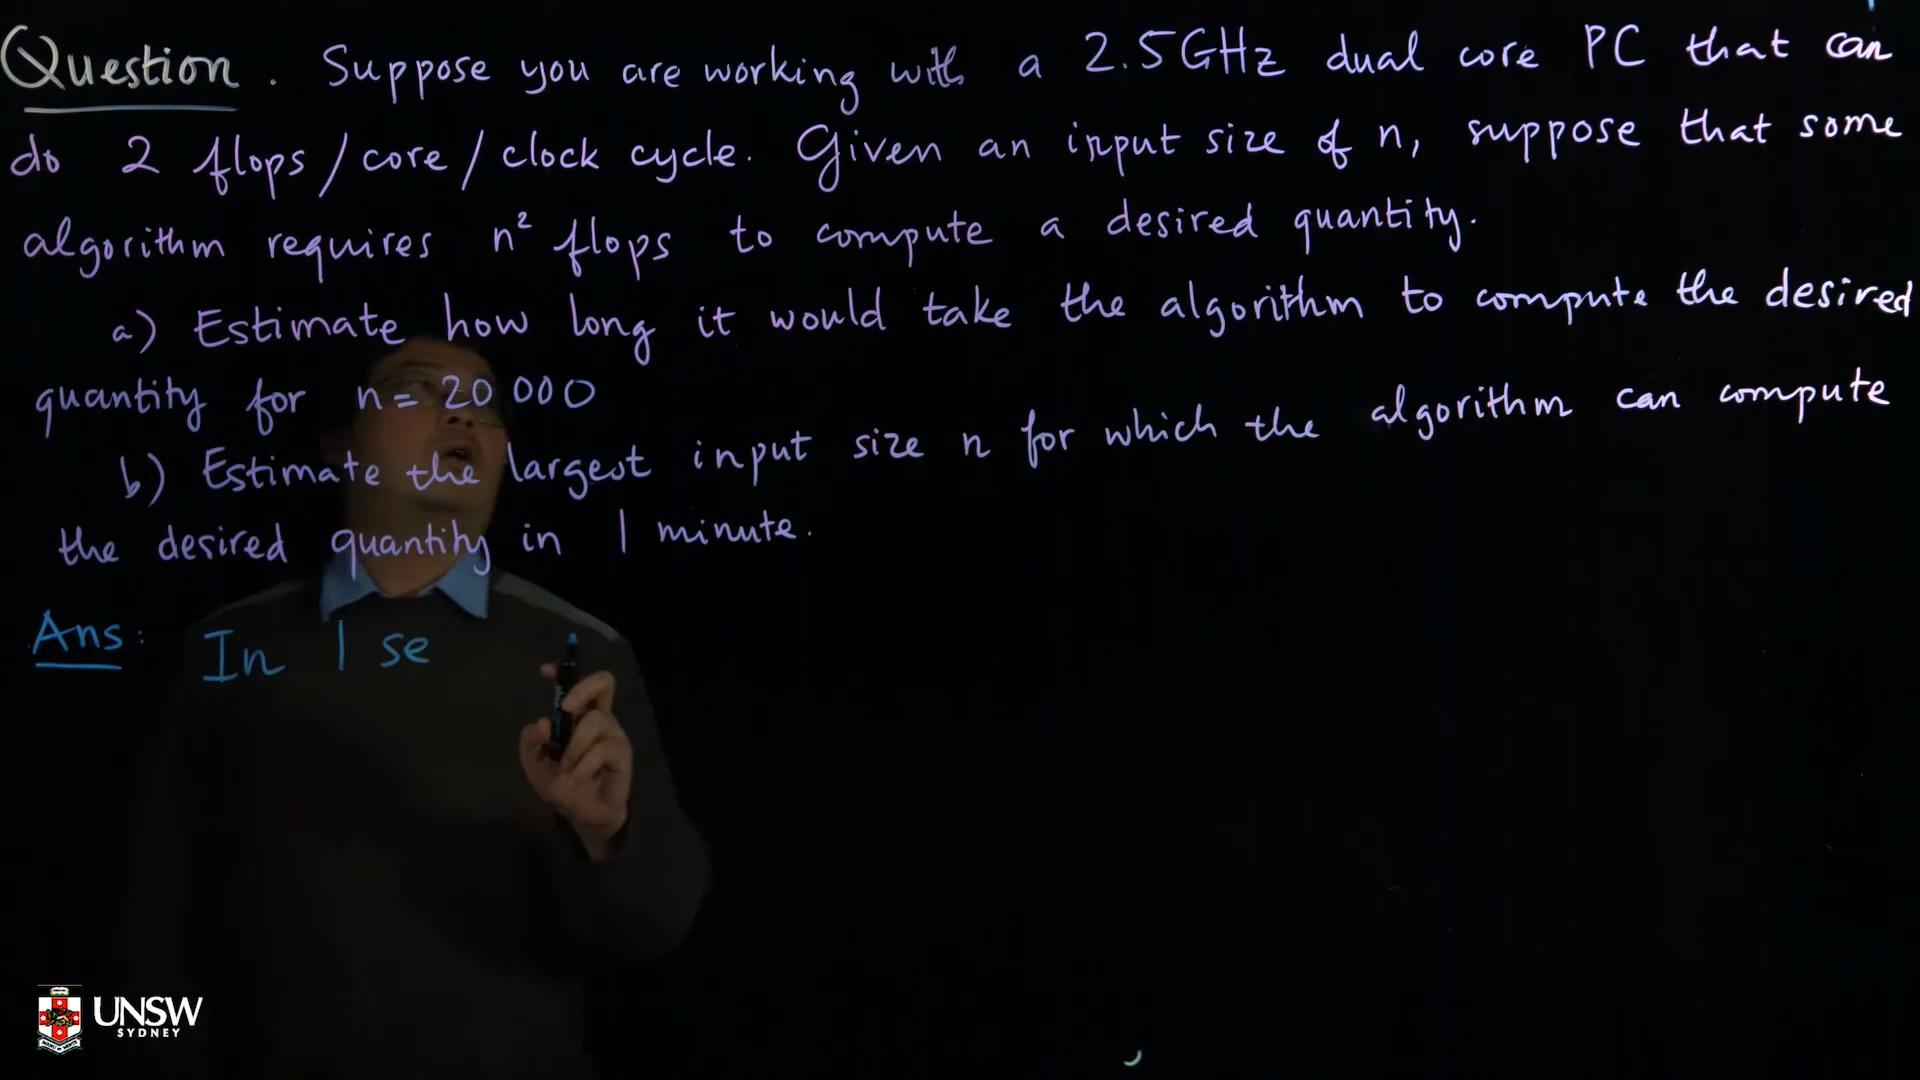 Question. Suppose you are working with a 2.5GHz dual core PC that can
do 2 flops/core/clock cycle. Given an input size of n, suppose that some
algorithm requires n² flops to compute a desired quantity.
a) Estimate how long it would take the algorithm to compute the desired
quantity for n = 20 000
b) Estimate the largest input size n for which the algorithm can compute
the desired quantity in 1 minute.
Ans: In 1 se
UNSW
SYDNEY